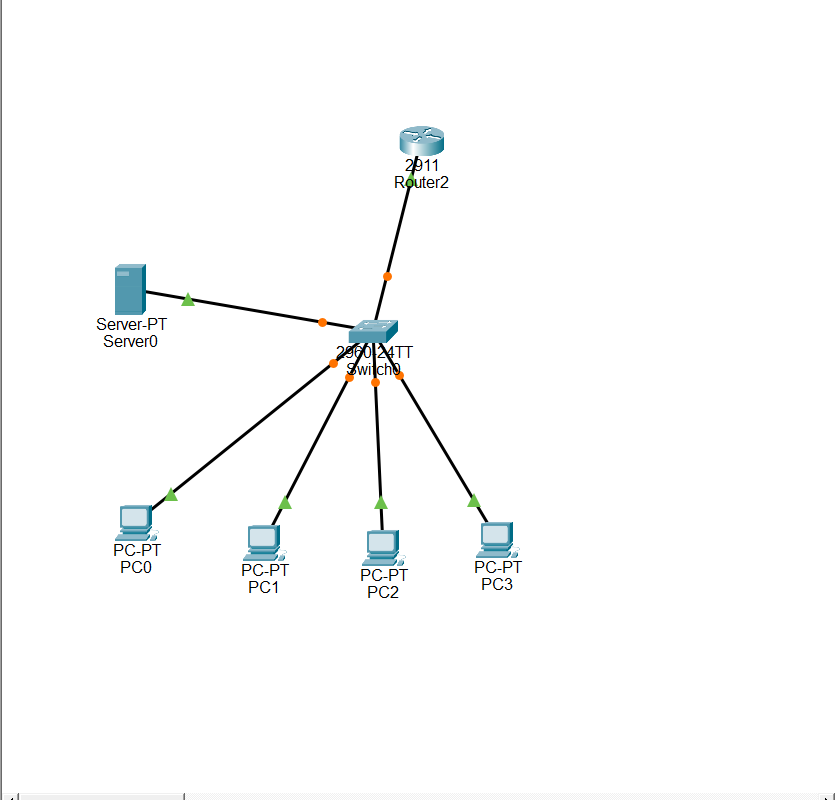 2911
Router2
Server-PT
Server0
2960-24TT
Switch0
PC-PT
PC0
PC-PT
PC1
PC-PT
PC2
PC-PT
PC3